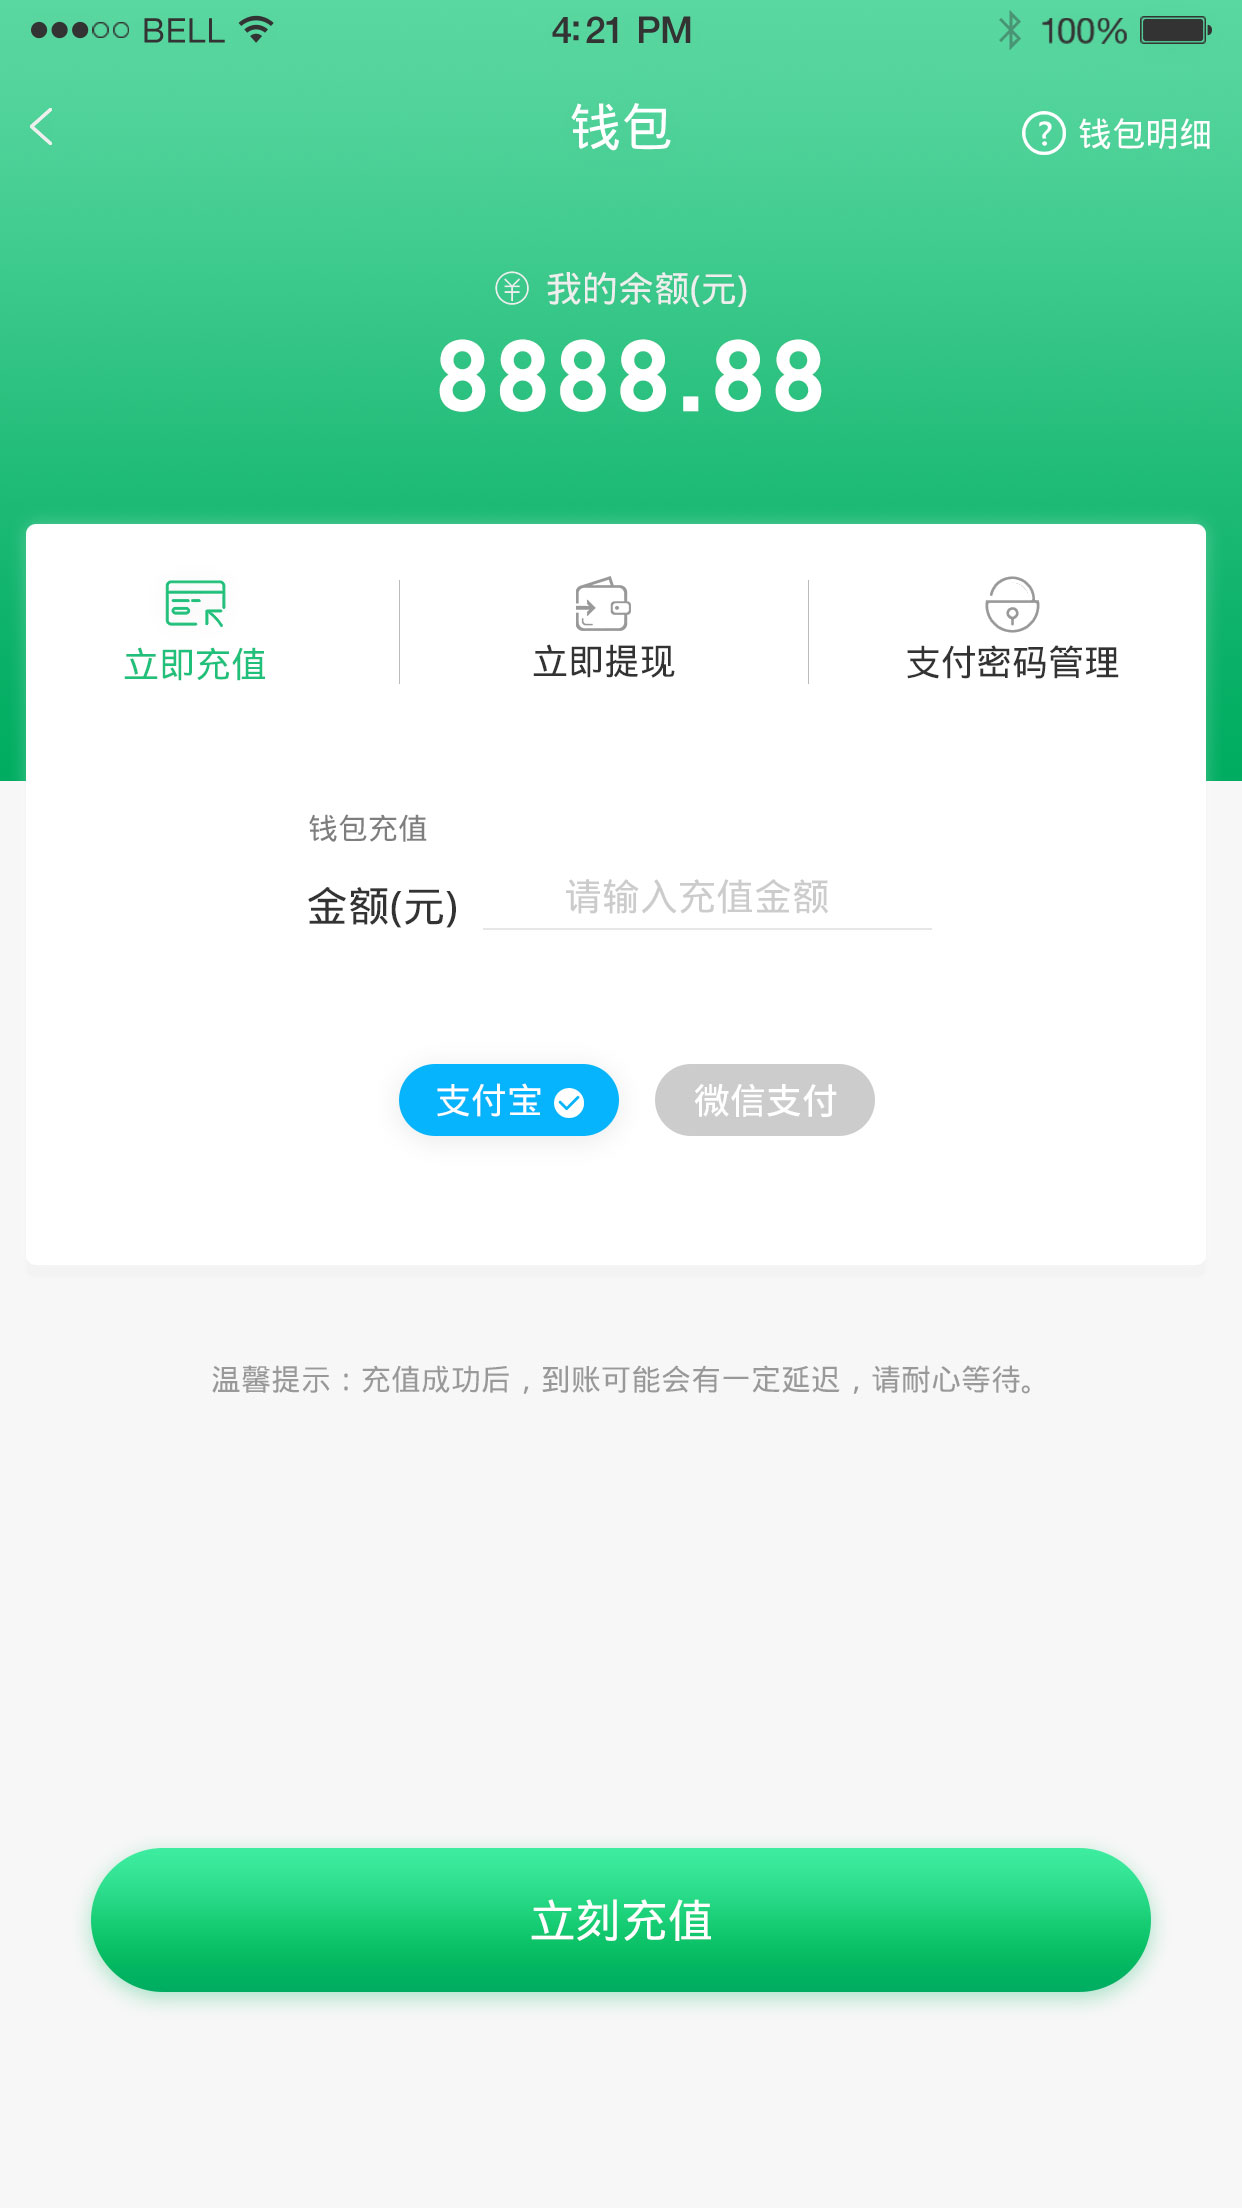 BELL 4:21 PM 100%
钱包
? 钱包明细
¥ 我的余额(元)
8888.88
立即充值 立即提现 支付密码管理
钱包充值
金额(元) 请输入充值金额
支付宝 微信支付
温馨提示：充值成功后，到账可能会有一定延迟，请耐心等待。
立刻充值